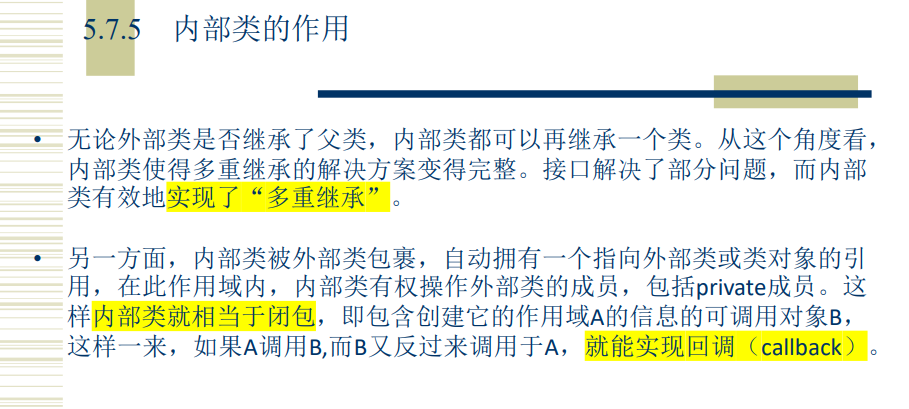 5.7.5 内部类的作用
• 无论外部类是否继承了父类，内部类都可以再继承一个类。从这个角度看，
内部类使得多重继承的解决方案变得完整。接口解决了部分问题，而内部
类有效地实现了“多重继承”。
• 另一方面，内部类被外部类包裹，自动拥有一个指向外部类或类对象的引
用，在此作用域内，内部类有权操作外部类的成员，包括private成员。这
样内部类就相当于闭包，即包含创建它的作用域A的信息的可调用对象B，
这样一来，如果A调用B,而B又反过来调用于A，就能实现回调（callback）。